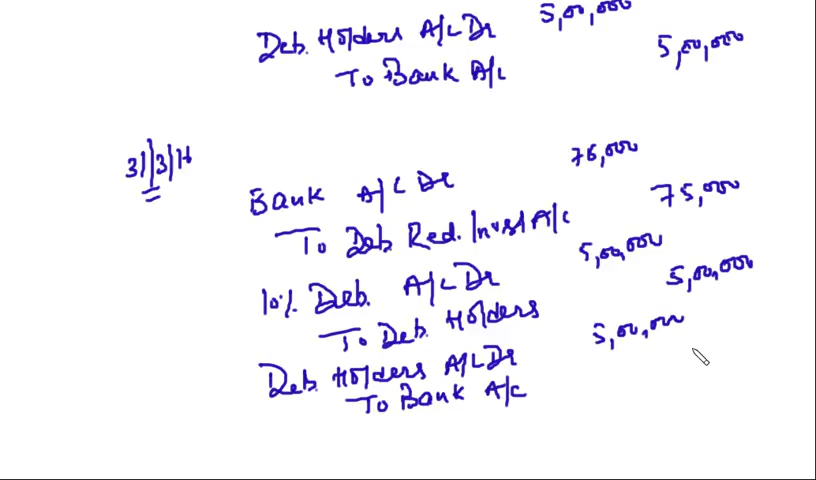 5,00,000
Deb. Holders A/c Dr
5,00,000
To Bank A/c
31/3/16
75,000
Bank A/c Dr
75,000
To Deb Red. Invst A/c
5,00,000
10% Deb. A/c Dr
5,00,000
To Deb Holders
5,00,000
Deb Holders A/c Dr
To Bank A/c